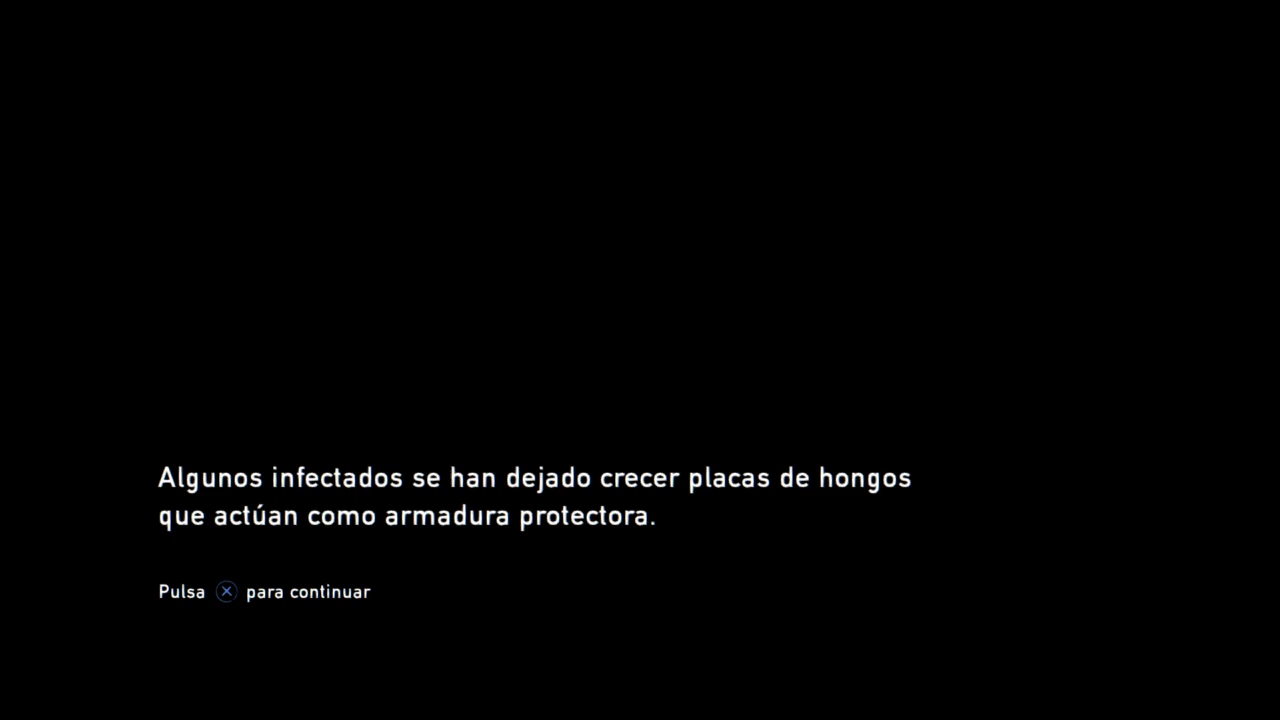 Algunos infectados se han dejado crecer placas de hongos
que actúan como armadura protectora.
Pulsa ⓧ para continuar